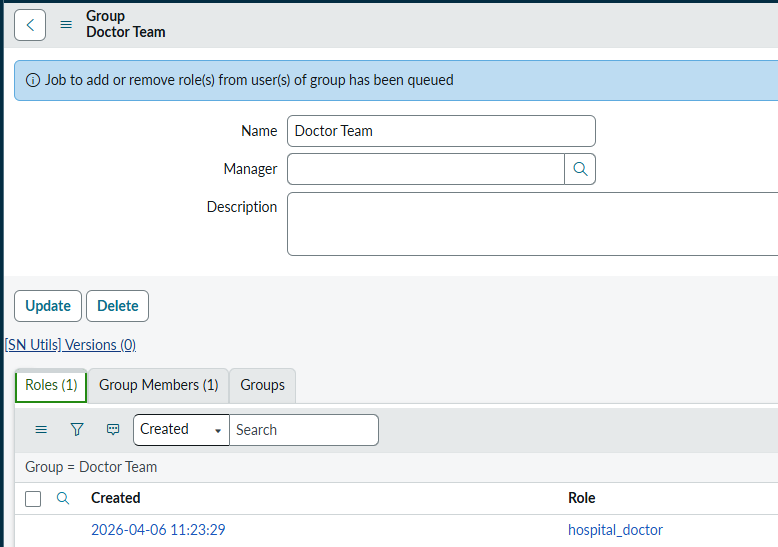 Group
Doctor Team
Job to add or remove role(s) from user(s) of group has been queued
Name Doctor Team
Manager
Description
Update Delete
[SN Utils] Versions (0)
Roles (1) Group Members (1) Groups
Created Search
Group = Doctor Team
Created Role
2026-04-06 11:23:29 hospital_doctor